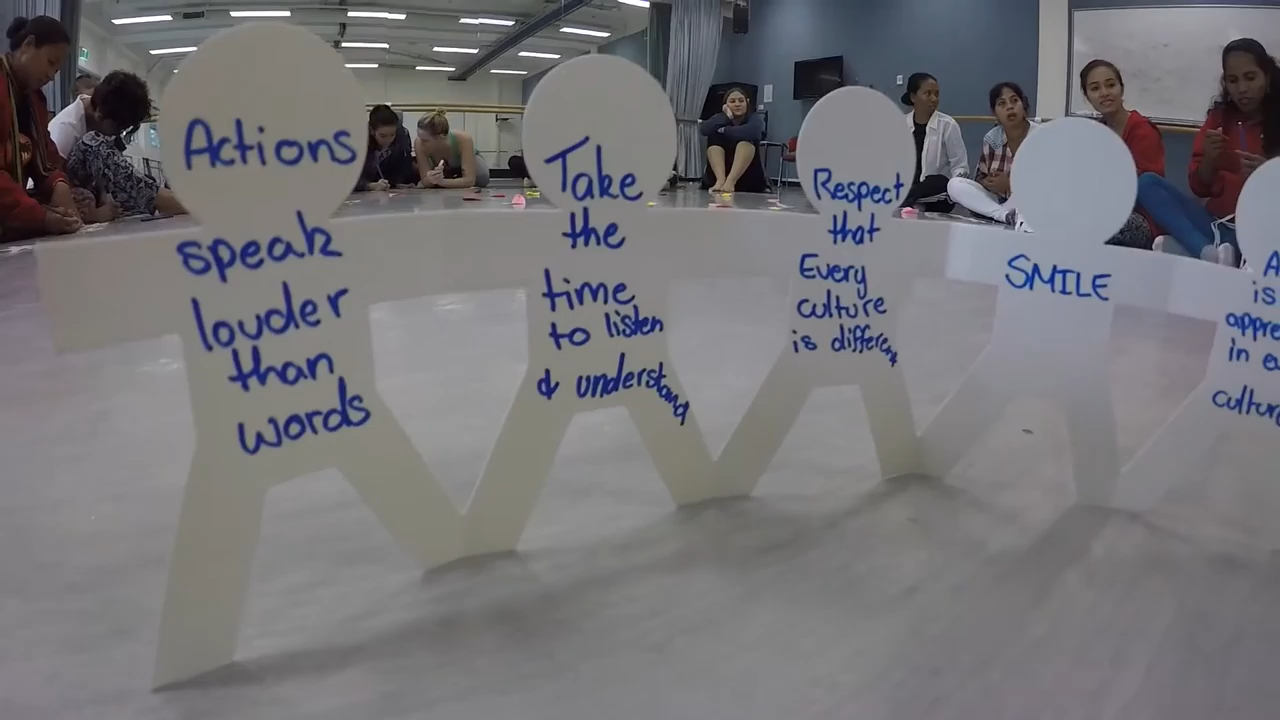 Actions
speak
louder
than
words
Take
the
time
to listen
& understand
Respect
that
Every
culture
is different
SMILE
is
in